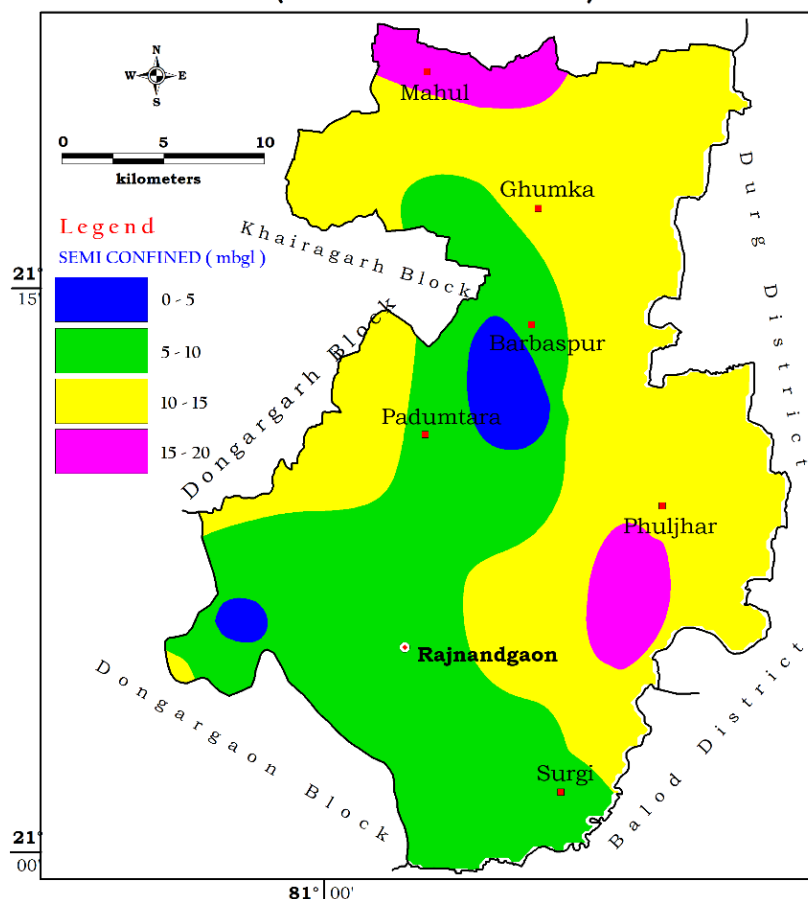 N
W E
S
0 5 10
kilometers
Mahul
Ghumka
Legend
SEMI CONFINED ( mbgl )
0 - 5
5 - 10
10 - 15
15 - 20
Khairagarh Block
Durg District
21°
15'
Barbaspur
Dongargarh Block
Padumtara
Phuljhar
Rajnandgaon
Dongargaon Block
Surgi
Balod District
21°
00'
81° 00'